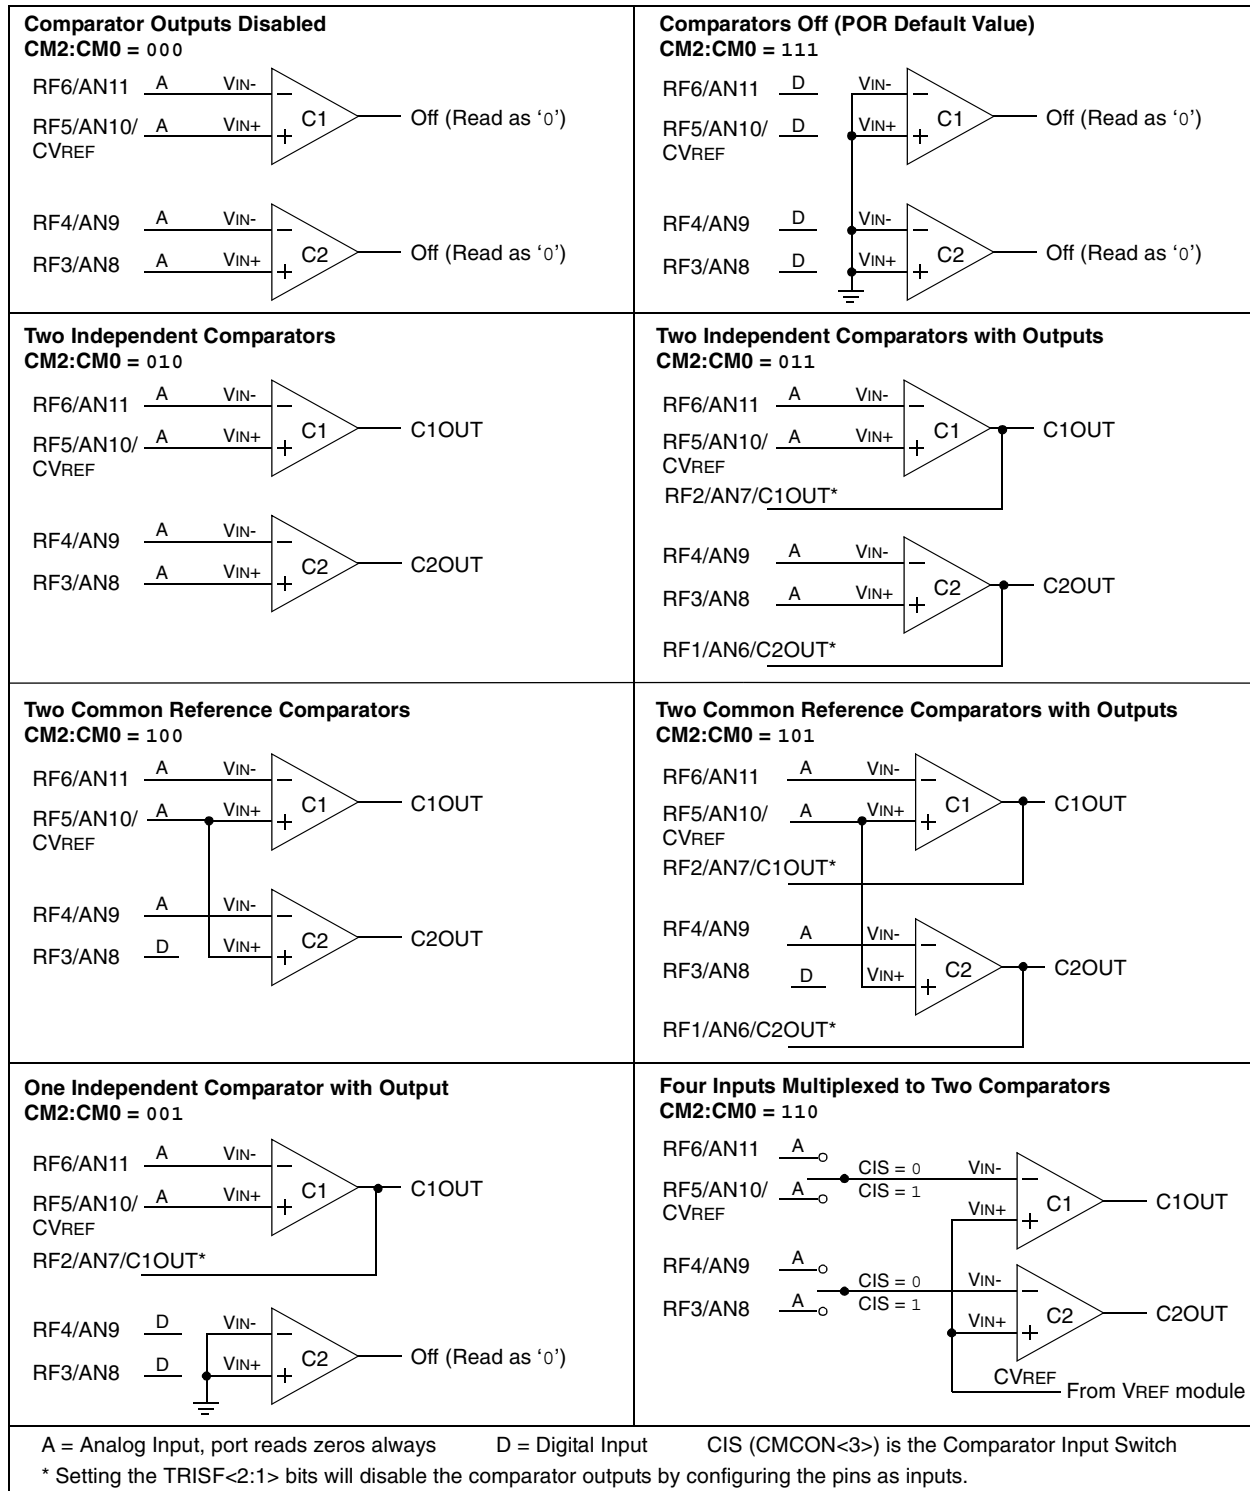 Comparator Outputs Disabled
CM2:CM0 = 000
RF6/AN11 A VIN-
RF5/AN10/ A VIN+
CVREF
C1
Off (Read as ‘0’)
RF4/AN9 A VIN-
RF3/AN8 A VIN+
C2
Off (Read as ‘0’)
Comparators Off (POR Default Value)
CM2:CM0 = 111
RF6/AN11 D VIN-
RF5/AN10/ D VIN+
CVREF
C1
Off (Read as ‘0’)
RF4/AN9 D VIN-
RF3/AN8 D VIN+
C2
Off (Read as ‘0’)
Two Independent Comparators
CM2:CM0 = 010
RF6/AN11 A VIN-
RF5/AN10/ A VIN+
CVREF
C1
C1OUT
RF4/AN9 A VIN-
RF3/AN8 A VIN+
C2
C2OUT
Two Independent Comparators with Outputs
CM2:CM0 = 011
RF6/AN11 A VIN-
RF5/AN10/ A VIN+
CVREF
C1
C1OUT
RF2/AN7/C1OUT*
RF4/AN9 A VIN-
RF3/AN8 A VIN+
C2
C2OUT
RF1/AN6/C2OUT*
Two Common Reference Comparators
CM2:CM0 = 100
RF6/AN11 A VIN-
RF5/AN10/ A VIN+
CVREF
C1
C1OUT
RF4/AN9 A VIN-
RF3/AN8 D VIN+
C2
C2OUT
Two Common Reference Comparators with Outputs
CM2:CM0 = 101
RF6/AN11 A VIN-
RF5/AN10/ A VIN+
CVREF
C1
C1OUT
RF2/AN7/C1OUT*
RF4/AN9 A VIN-
RF3/AN8 D VIN+
C2
C2OUT
RF1/AN6/C2OUT*
One Independent Comparator with Output
CM2:CM0 = 001
RF6/AN11 A VIN-
RF5/AN10/ A VIN+
CVREF
C1
C1OUT
RF2/AN7/C1OUT*
RF4/AN9 D VIN-
RF3/AN8 D VIN+
C2
Off (Read as ‘0’)
Four Inputs Multiplexed to Two Comparators
CM2:CM0 = 110
RF6/AN11 A
CIS = 0 VIN-
RF5/AN10/ A CIS = 1
CVREF
VIN+
C1
C1OUT
RF4/AN9 A
CIS = 0 VIN-
RF3/AN8 A CIS = 1
VIN+
C2
C2OUT
CVREF
From VREF module
A = Analog Input, port reads zeros always D = Digital Input CIS (CMCON<3>) is the Comparator Input Switch
* Setting the TRISF<2:1> bits will disable the comparator outputs by configuring the pins as inputs.